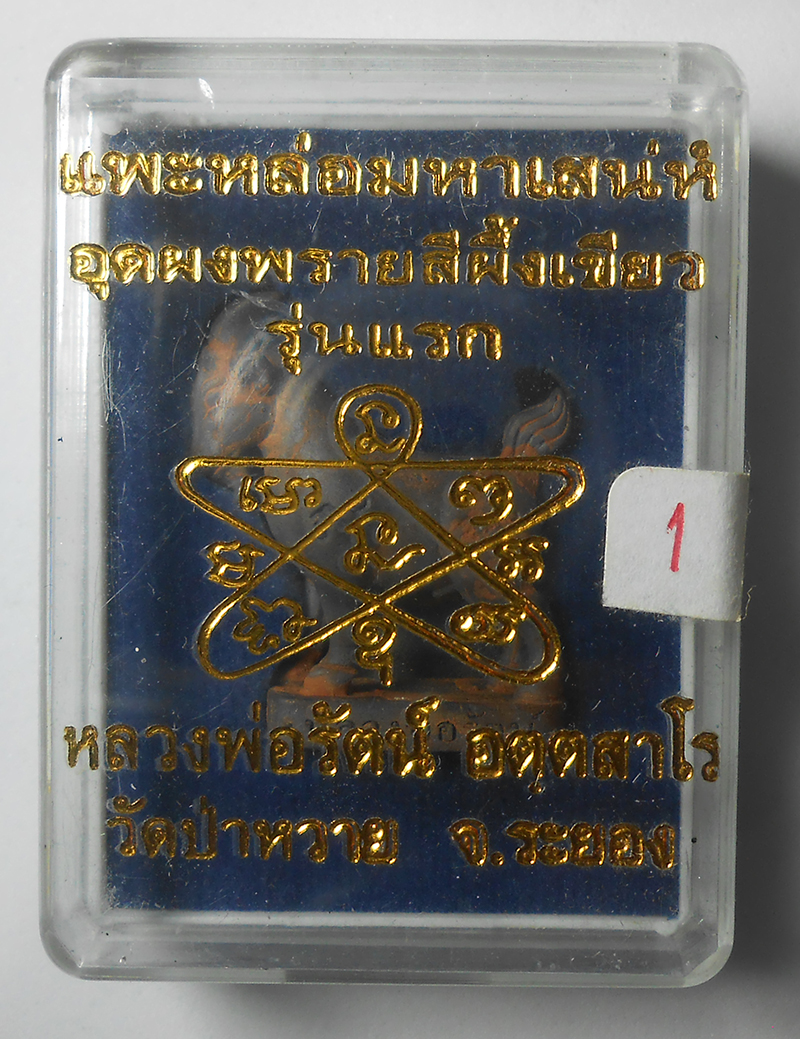 แพะหล่อมหาเสน่ห์
อุดผงพรายสีผึ้งเขียว
รุ่นแรก
1
หลวงพ่อรัตน์ อตฺตสาโร
วัดป่าหวาย จ.ระยอง